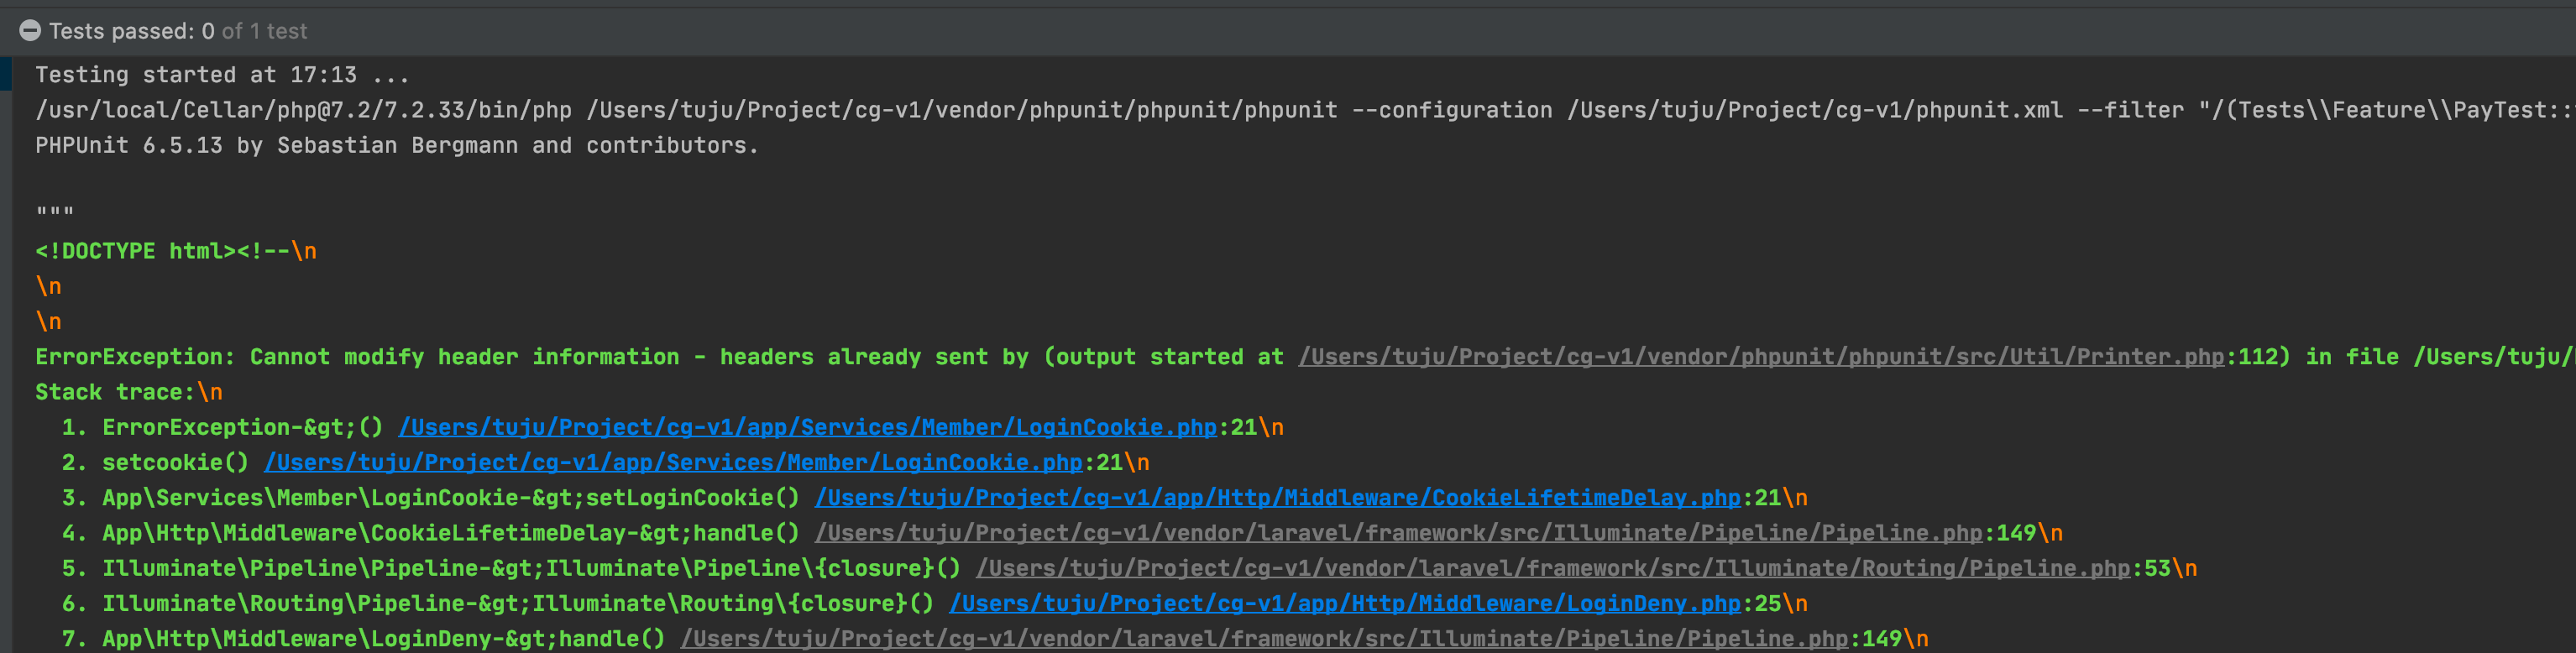 Tests passed: 0 of 1 test
Testing started at 17:13 ...
/usr/local/Cellar/php@7.2/7.2.33/bin/php /Users/tuju/Project/cg-v1/vendor/phpunit/phpunit/phpunit --configuration /Users/tuju/Project/cg-v1/phpunit.xml --filter "/(Tests\\Feature\\PayTest::
PHPUnit 6.5.13 by Sebastian Bergmann and contributors.
"""
<!DOCTYPE html><!--\n
\n
\n
ErrorException: Cannot modify header information - headers already sent by (output started at /Users/tuju/Project/cg-v1/vendor/phpunit/phpunit/src/Util/Printer.php:112) in file /Users/tuju/
Stack trace:\n
1. ErrorException-&gt;() /Users/tuju/Project/cg-v1/app/Services/Member/LoginCookie.php:21\n
2. setcookie() /Users/tuju/Project/cg-v1/app/Services/Member/LoginCookie.php:21\n
3. App\Services\Member\LoginCookie-&gt;setLoginCookie() /Users/tuju/Project/cg-v1/app/Http/Middleware/CookieLifetimeDelay.php:21\n
4. App\Http\Middleware\CookieLifetimeDelay-&gt;handle() /Users/tuju/Project/cg-v1/vendor/laravel/framework/src/Illuminate/Pipeline/Pipeline.php:149\n
5. Illuminate\Pipeline\Pipeline-&gt;Illuminate\Pipeline\{closure}() /Users/tuju/Project/cg-v1/vendor/laravel/framework/src/Illuminate/Routing/Pipeline.php:53\n
6. Illuminate\Routing\Pipeline-&gt;Illuminate\Routing\{closure}() /Users/tuju/Project/cg-v1/app/Http/Middleware/LoginDeny.php:25\n
7. App\Http\Middleware\LoginDeny-&gt;handle() /Users/tuju/Project/cg-v1/vendor/laravel/framework/src/Illuminate/Pipeline/Pipeline.php:149\n